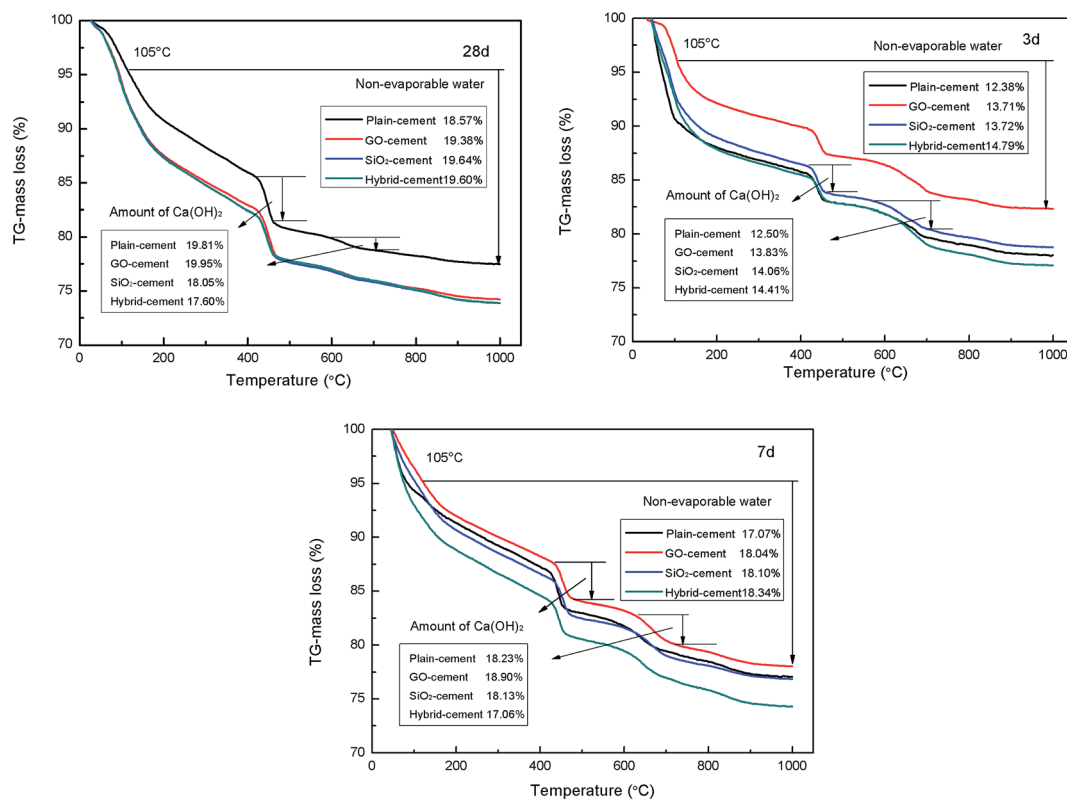 28d
105°C
Non-evaporable water
Plain-cement 18.57%
GO-cement 19.38%
SiO₂-cement 19.64%
Hybrid-cement19.60%
Amount of Ca(OH)₂
Plain-cement 19.81%
GO-cement 19.95%
SiO₂-cement 18.05%
Hybrid-cement 17.60%
TG-mass loss (%)
100
95
90
85
80
75
70
0 200 400 600 800 1000
Temperature (°C)
3d
Non-evaporable water
105°C
Plain-cement 12.38%
GO-cement 13.71%
SiO₂-cement 13.72%
Hybrid-cement14.79%
Amount of Ca(OH)₂
Plain-cement 12.50%
GO-cement 13.83%
SiO₂-cement 14.06%
Hybrid-cement 14.41%
TG-mass loss (%)
100
95
90
85
80
75
70
0 200 400 600 800 1000
Temperature (°C)
7d
105°C
Non-evaporable water
Plain-cement 17.07%
GO-cement 18.04%
SiO₂-cement 18.10%
Hybrid-cement18.34%
Amount of Ca(OH)₂
Plain-cement 18.23%
GO-cement 18.90%
SiO₂-cement 18.13%
Hybrid-cement 17.06%
TG-mass loss (%)
100
95
90
85
80
75
70
0 200 400 600 800 1000
Temperature (°C)